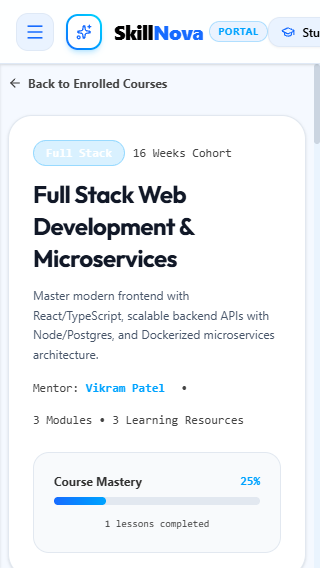 SkillNova PORTAL Stu
Back to Enrolled Courses
Full Stack 16 Weeks Cohort
Full Stack Web
Development &
Microservices
Master modern frontend with
React/TypeScript, scalable backend APIs with
Node/Postgres, and Dockerized microservices
architecture.
Mentor: Vikram Patel •
3 Modules • 3 Learning Resources
Course Mastery 25%
1 lessons completed